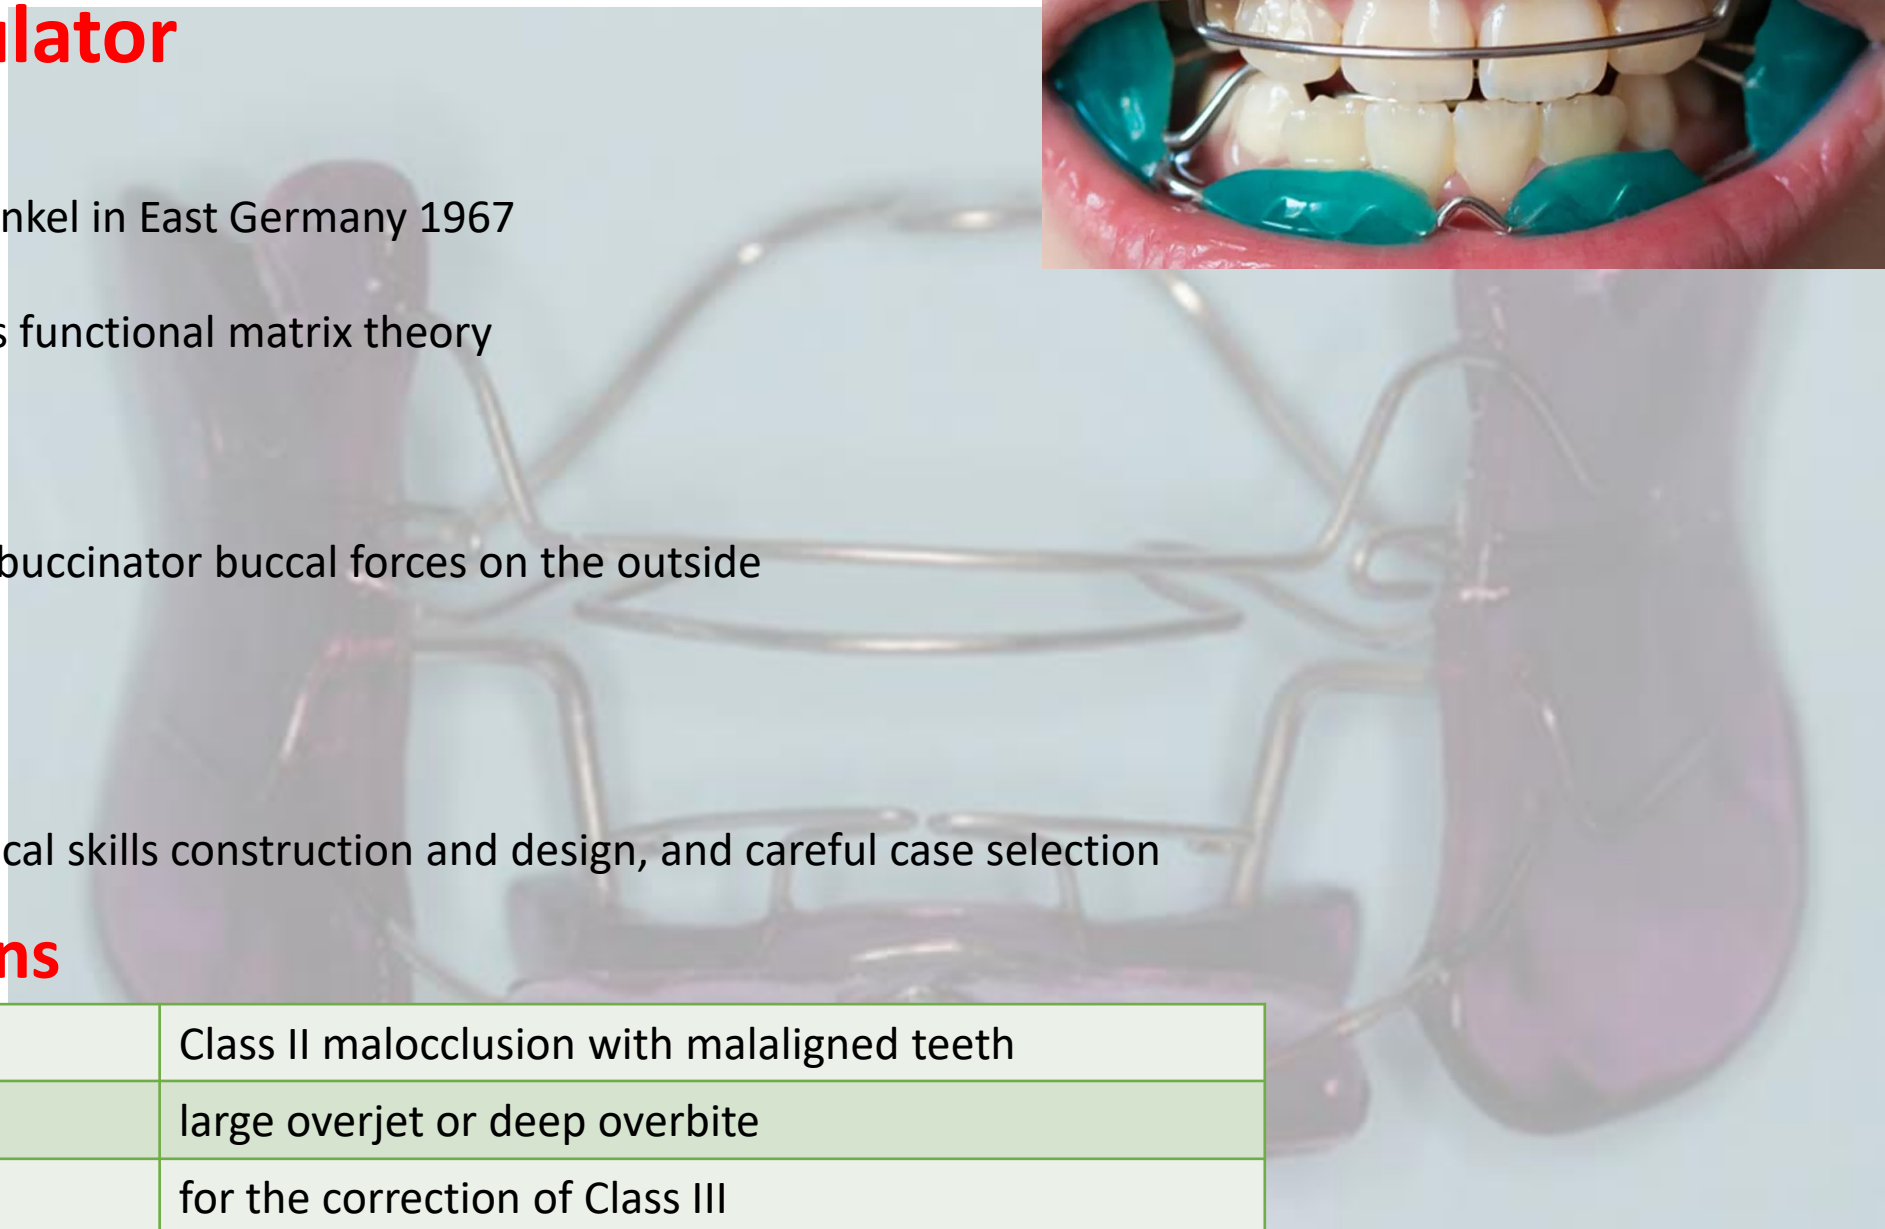 lator
nkel in East Germany 1967
s functional matrix theory
buccinator buccal forces on the outside
cal skills construction and design, and careful case selection
ns
Class II malocclusion with malaligned teeth
large overjet or deep overbite
for the correction of Class III